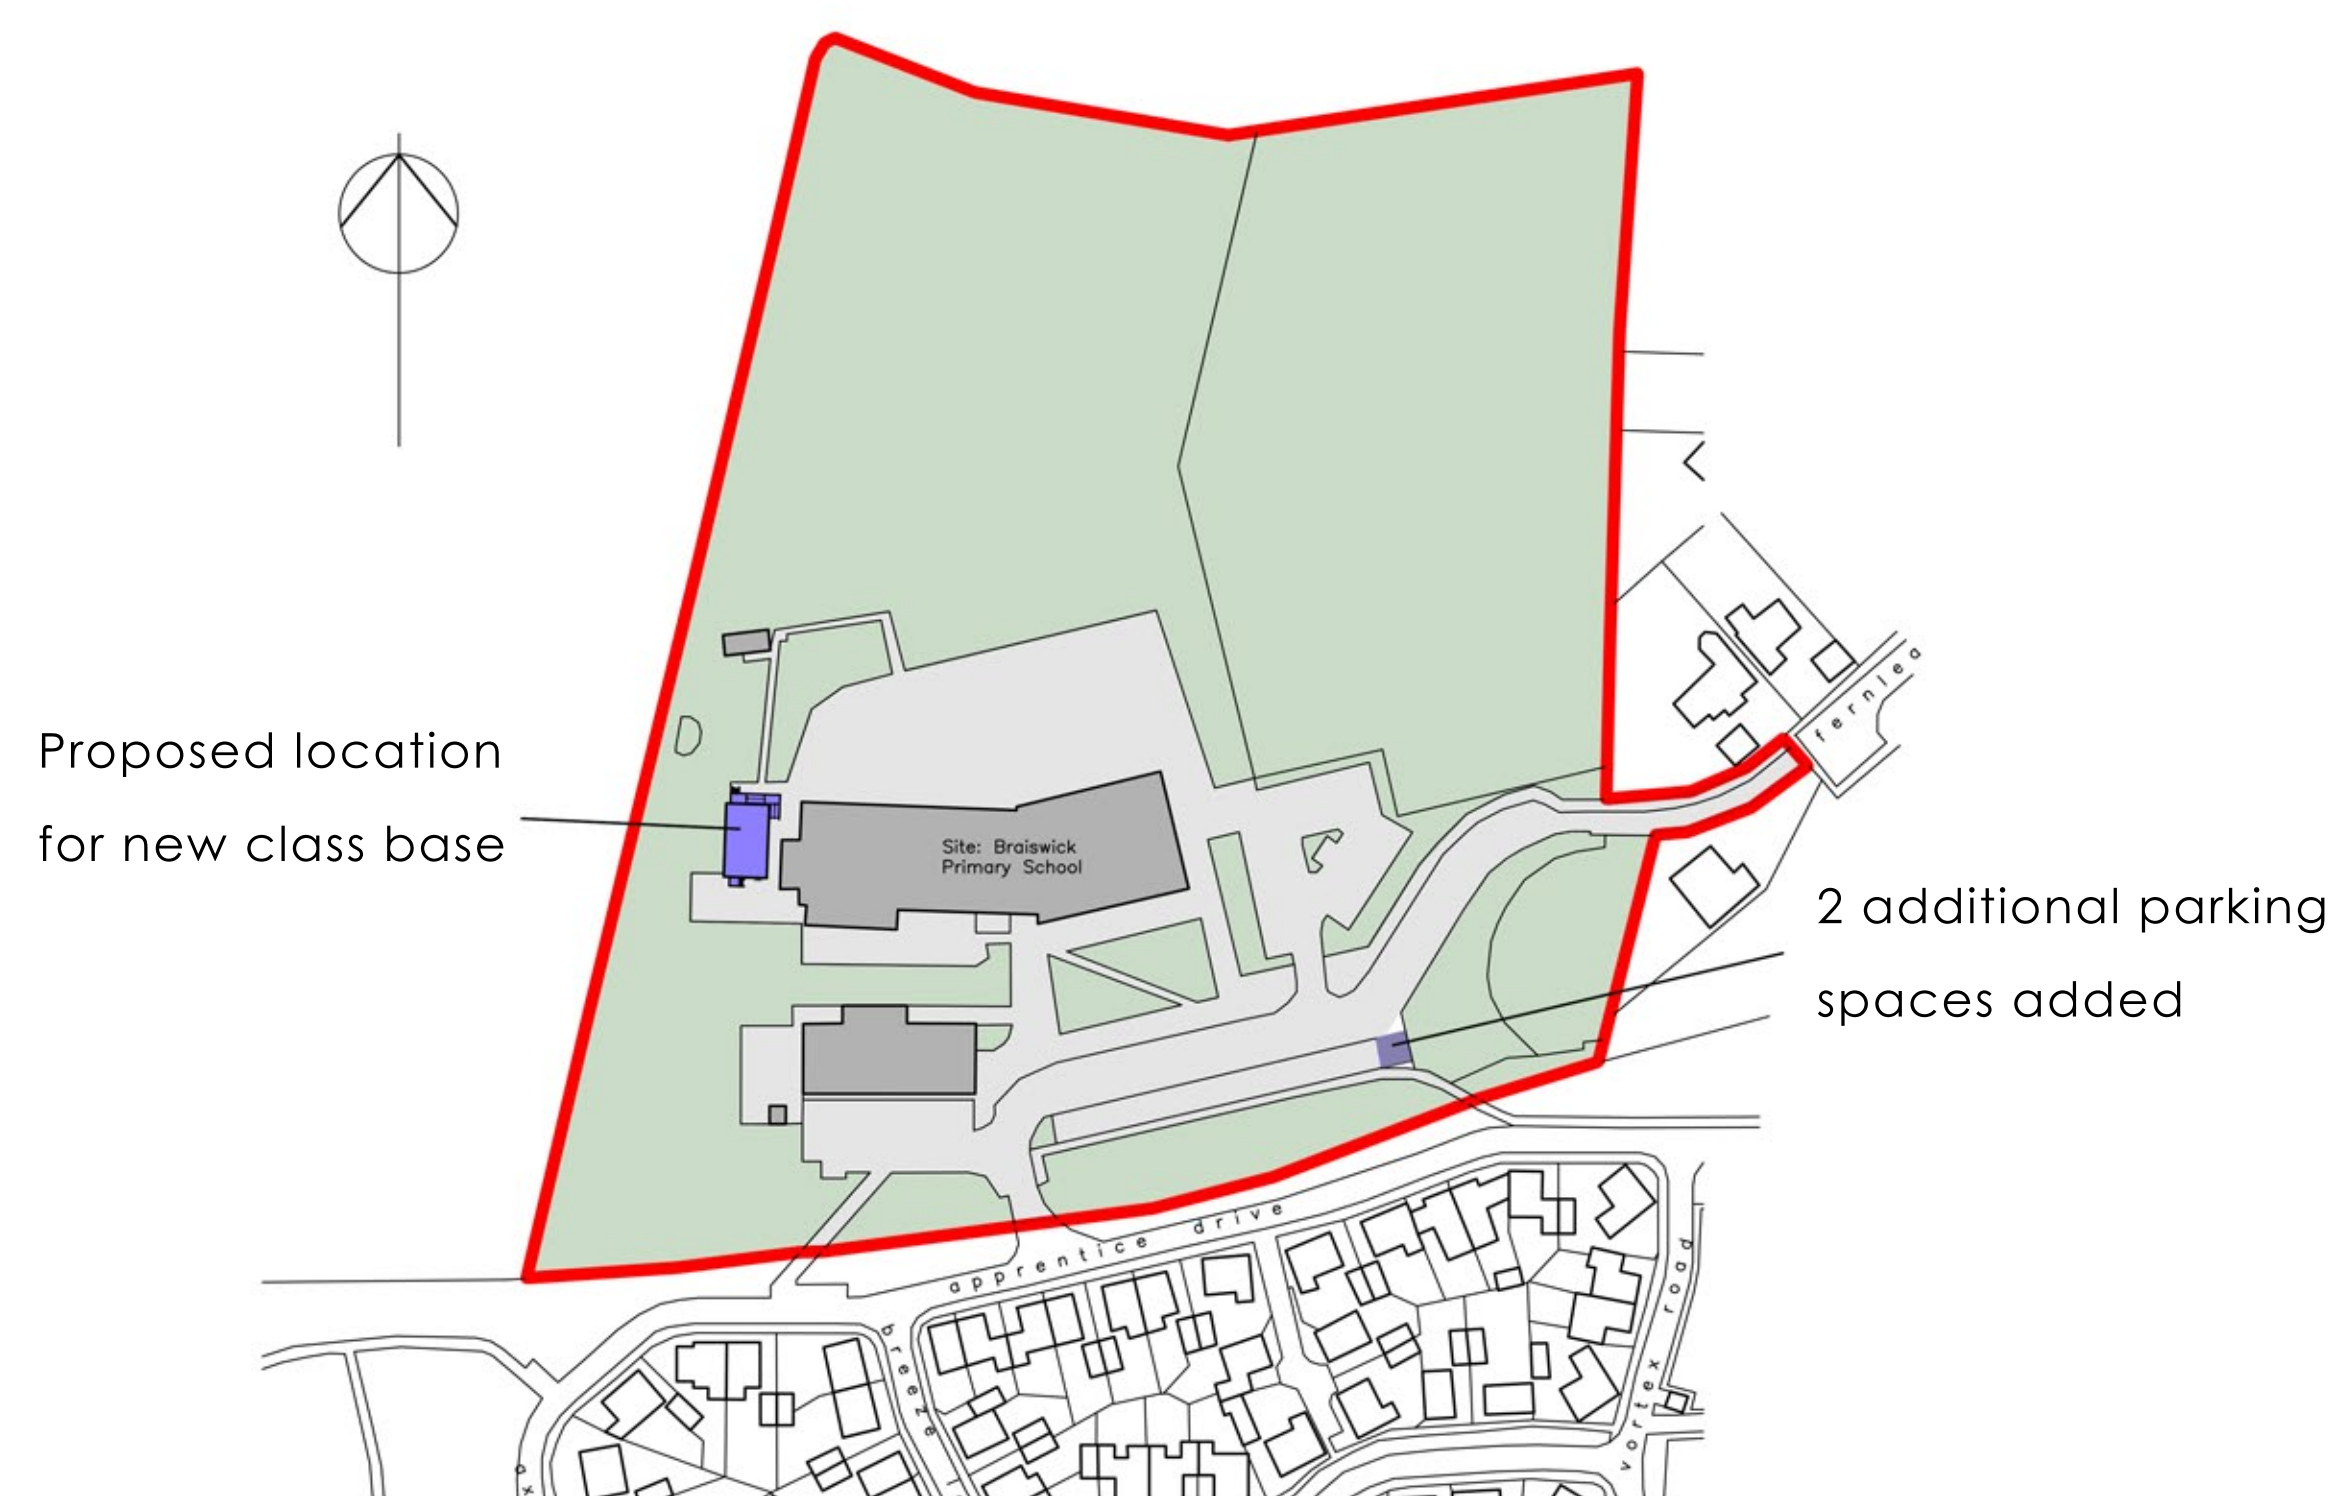 Proposed location
for new class base
Site: Braiswick
Primary School
fernlea
2 additional parking
spaces added
apprentice drive
breeze
vortex road